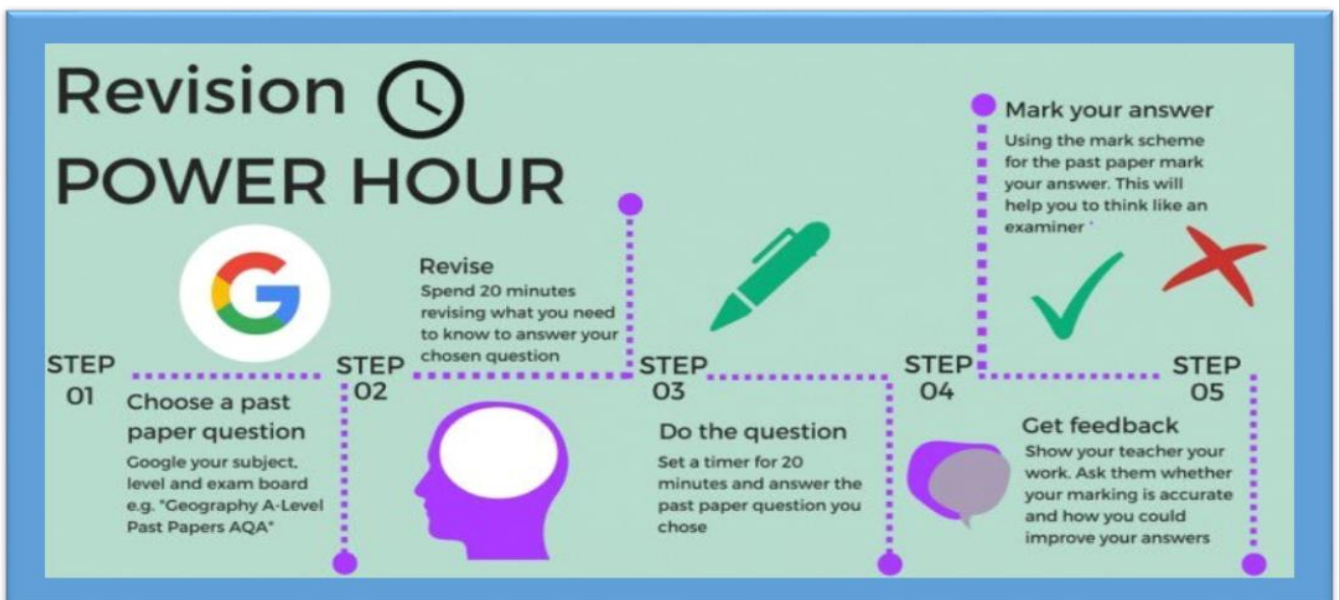 Revision
POWER HOUR
STEP
01
Choose a past
paper question
Google your subject,
level and exam board
e.g. "Geography A-Level
Past Papers AQA"
STEP
02
Revise
Spend 20 minutes
revising what you need
to know to answer your
chosen question
STEP
03
Do the question
Set a timer for 20
minutes and answer the
past paper question you
chose
STEP
04
Mark your answer
Using the mark scheme
for the past paper mark
your answer. This will
help you to think like an
examiner
STEP
05
Get feedback
Show your teacher your
work. Ask them whether
your marking is accurate
and how you could
improve your answers